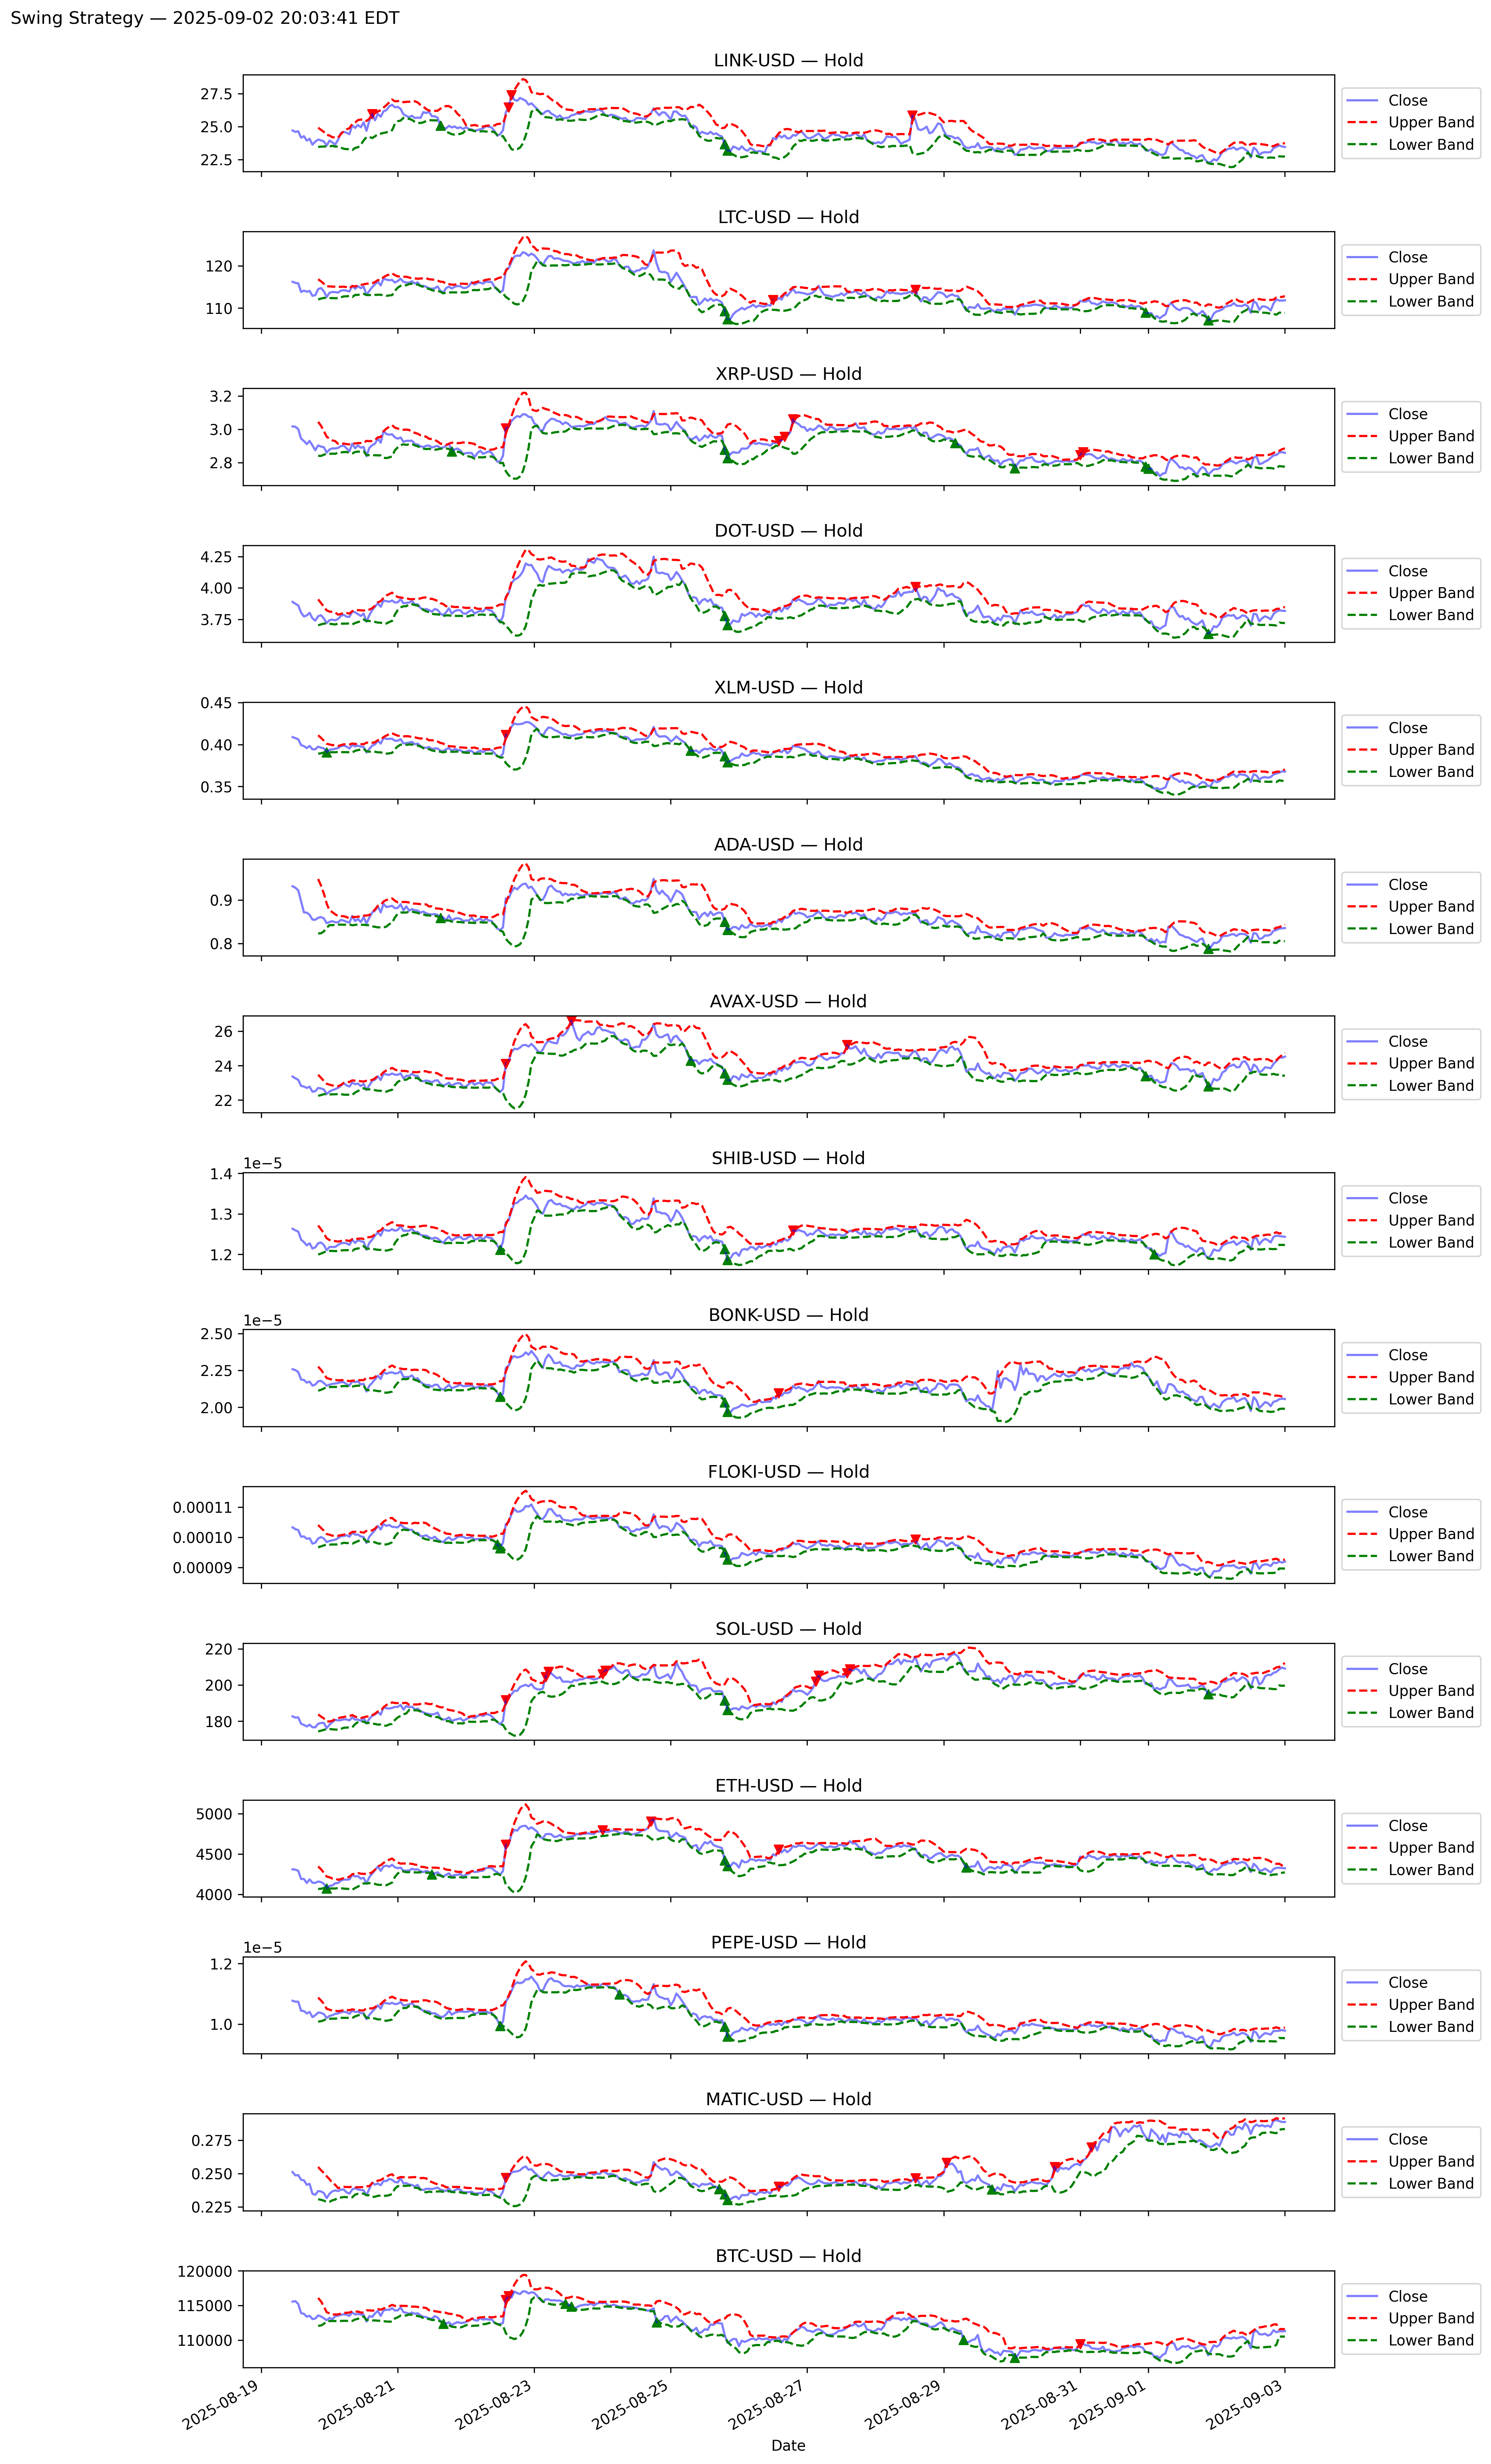 Swing Strategy — 2025-09-02 20:03:41 EDT
LINK-USD — Hold
27.5
25.0
22.5
Close
Upper Band
Lower Band
LTC-USD — Hold
120
110
Close
Upper Band
Lower Band
XRP-USD — Hold
3.2
3.0
2.8
Close
Upper Band
Lower Band
DOT-USD — Hold
4.25
4.00
3.75
Close
Upper Band
Lower Band
XLM-USD — Hold
0.45
0.40
0.35
Close
Upper Band
Lower Band
ADA-USD — Hold
0.9
0.8
Close
Upper Band
Lower Band
AVAX-USD — Hold
26
24
22
Close
Upper Band
Lower Band
SHIB-USD — Hold
1e−5
1.4
1.3
1.2
Close
Upper Band
Lower Band
BONK-USD — Hold
1e−5
2.50
2.25
2.00
Close
Upper Band
Lower Band
FLOKI-USD — Hold
0.00011
0.00010
0.00009
Close
Upper Band
Lower Band
SOL-USD — Hold
220
200
180
Close
Upper Band
Lower Band
ETH-USD — Hold
5000
4500
4000
Close
Upper Band
Lower Band
PEPE-USD — Hold
1e−5
1.2
1.0
Close
Upper Band
Lower Band
MATIC-USD — Hold
0.275
0.250
0.225
Close
Upper Band
Lower Band
BTC-USD — Hold
120000
115000
110000
Close
Upper Band
Lower Band
2025-08-19
2025-08-21
2025-08-23
2025-08-25
2025-08-27
2025-08-29
2025-08-31
2025-09-01
2025-09-03
Date